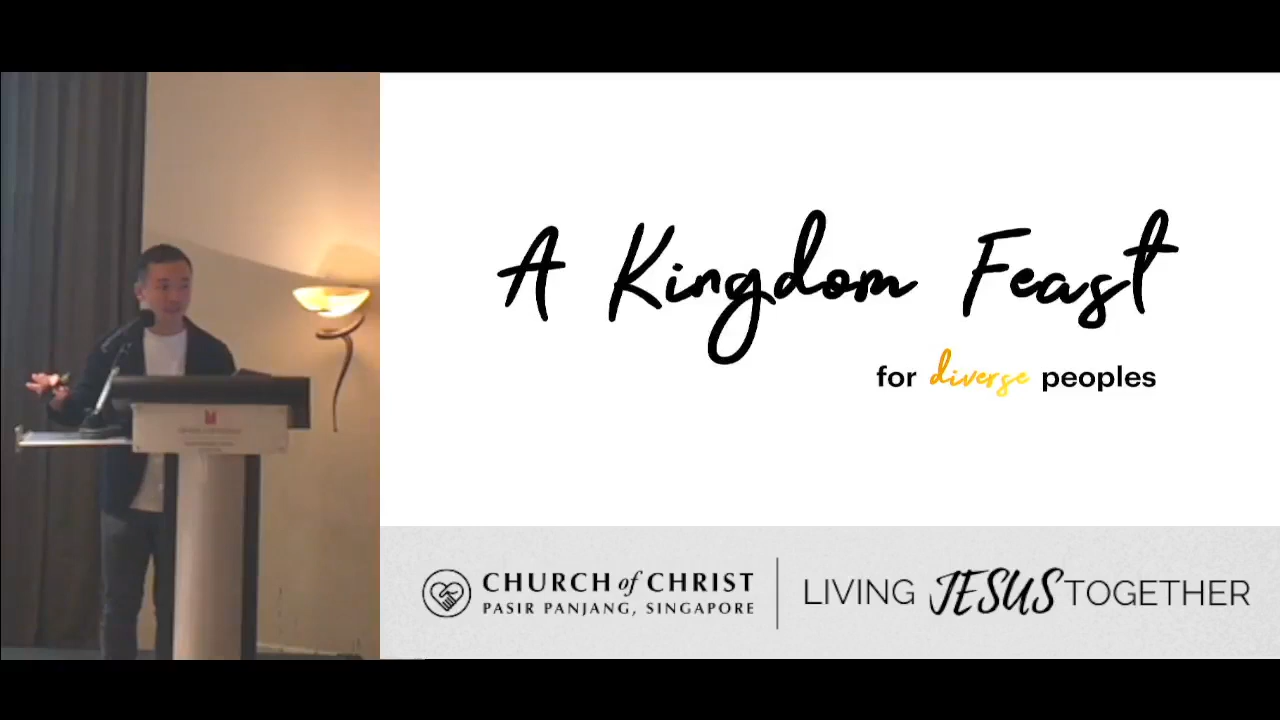 A Kingdom Feast
for diverse peoples
CHURCH of CHRIST
PASIR PANJANG, SINGAPORE
LIVING JESUS TOGETHER